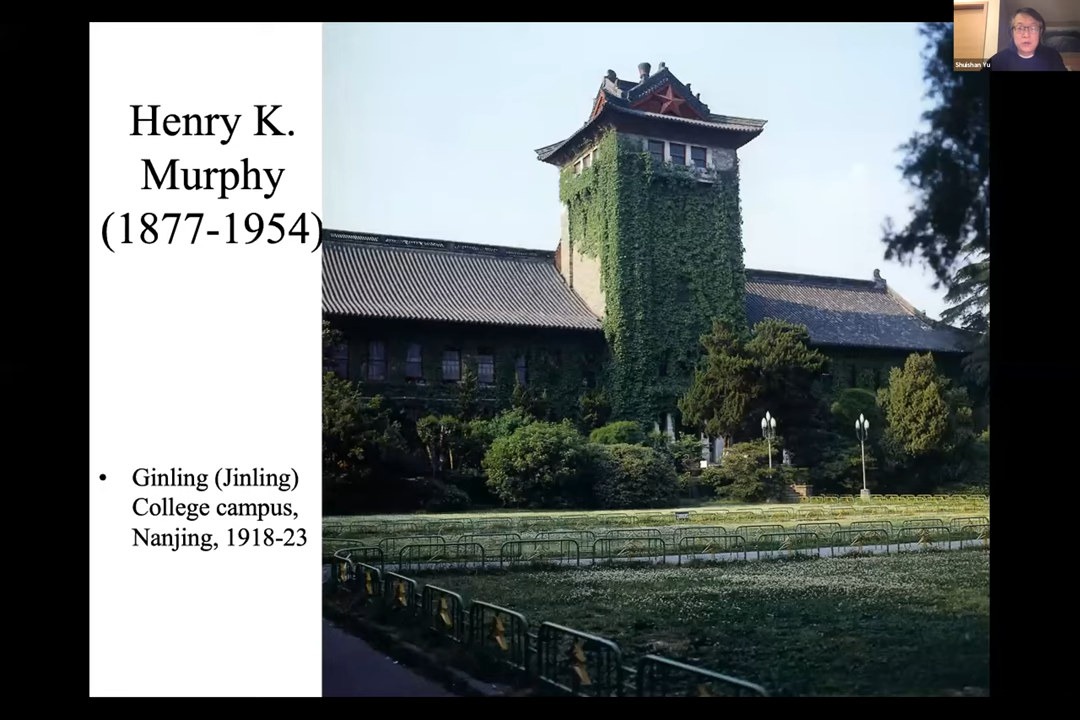 Shuishan Yu
Henry K.
Murphy
(1877-1954)
• Ginling (Jinling)
College campus,
Nanjing, 1918-23